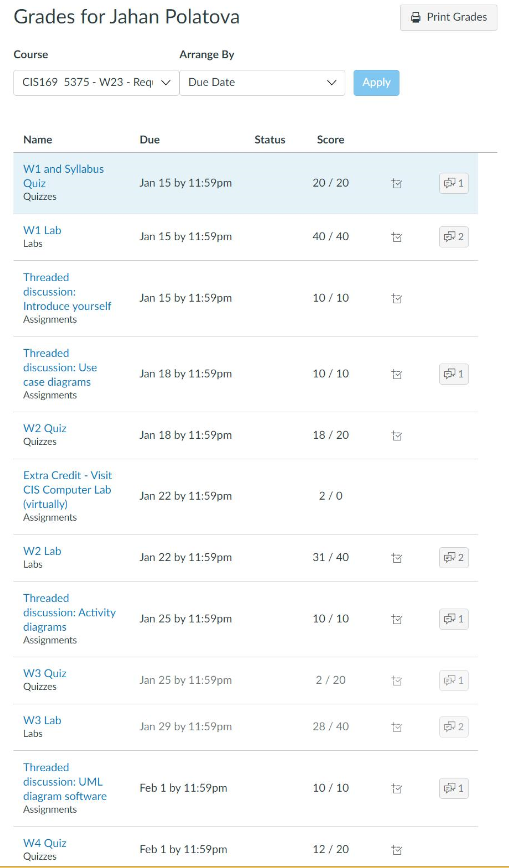 Grades for Jahan Polatova
Print Grades
Course
Arrange By
CIS169 5375 - W23 - Req
Due Date
Apply
Name Due Status Score
W1 and Syllabus
Quiz
Quizzes
Jan 15 by 11:59pm
20 / 20
1
W1 Lab
Labs
Jan 15 by 11:59pm
40 / 40
2
Threaded
discussion:
Introduce yourself
Assignments
Jan 15 by 11:59pm
10 / 10
Threaded
discussion: Use
case diagrams
Assignments
Jan 18 by 11:59pm
10 / 10
1
W2 Quiz
Quizzes
Jan 18 by 11:59pm
18 / 20
Extra Credit - Visit
CIS Computer Lab
(virtually)
Assignments
Jan 22 by 11:59pm
2 / 0
W2 Lab
Labs
Jan 22 by 11:59pm
31 / 40
2
Threaded
discussion: Activity
diagrams
Assignments
Jan 25 by 11:59pm
10 / 10
1
W3 Quiz
Quizzes
Jan 25 by 11:59pm
2 / 20
1
W3 Lab
Labs
Jan 29 by 11:59pm
28 / 40
2
Threaded
discussion: UML
diagram software
Assignments
Feb 1 by 11:59pm
10 / 10
1
W4 Quiz
Quizzes
Feb 1 by 11:59pm
12 / 20